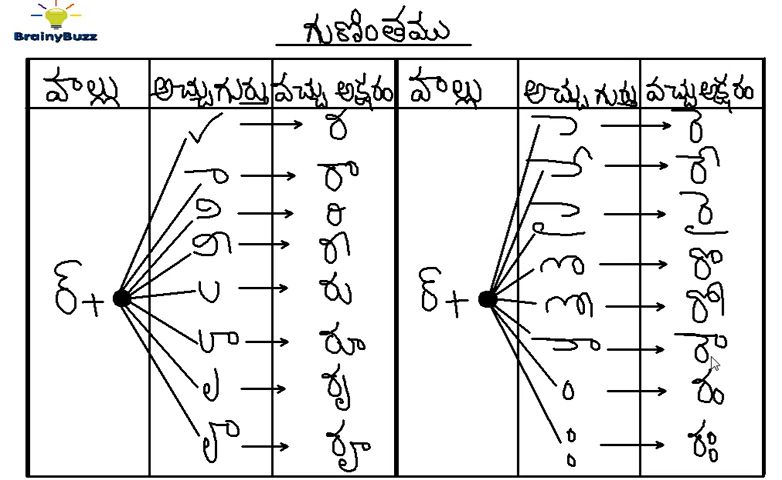 BrainyBuzz
గుణింతము
హల్లు అచ్చుగుర్తు వచ్చు అక్షరం హల్లు అచ్చుగుర్తు వచ్చు అక్షరం
✓ → ర ె → రె
ా → రా ే → రే
ి → రి ై → రై
ీ → రీ ొ → రొ
ర్ + ు → రు ర్ + ో → రో
ూ → రూ ౌ → రౌ
ృ → రృ ం → రం
ౄ → రౄ ః → రః